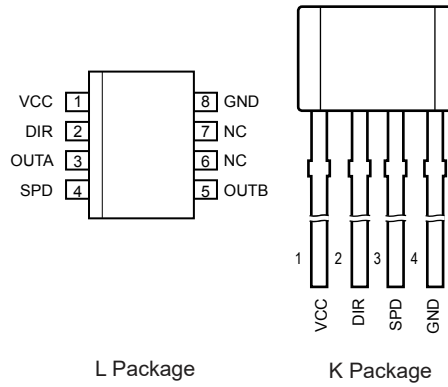 VCC 1 8 GND
DIR 2 7 NC
OUTA 3 6 NC
SPD 4 5 OUTB
L Package
1 2 3 4
VCC DIR SPD GND
K Package